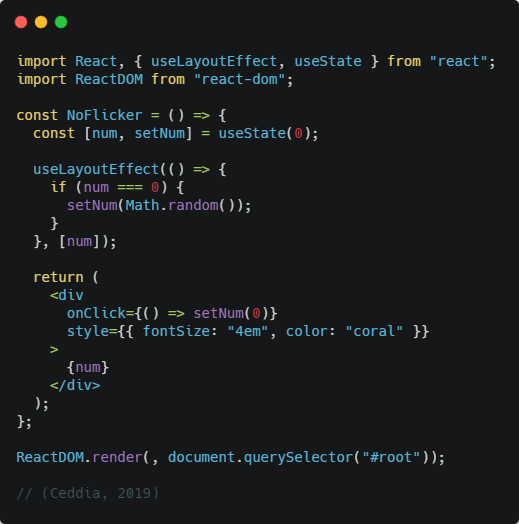 import React, { useLayoutEffect, useState } from "react";
import ReactDOM from "react-dom";

const NoFlicker = () => {
  const [num, setNum] = useState(0);

  useLayoutEffect(() => {
    if (num === 0) {
      setNum(Math.random());
    }
  }, [num]);

  return (
    <div
      onClick={() => setNum(0)}
      style={{ fontSize: "4em", color: "coral" }}
    >
      {num}
    </div>
  );
};

ReactDOM.render(, document.querySelector("#root"));

// (Ceddia, 2019)